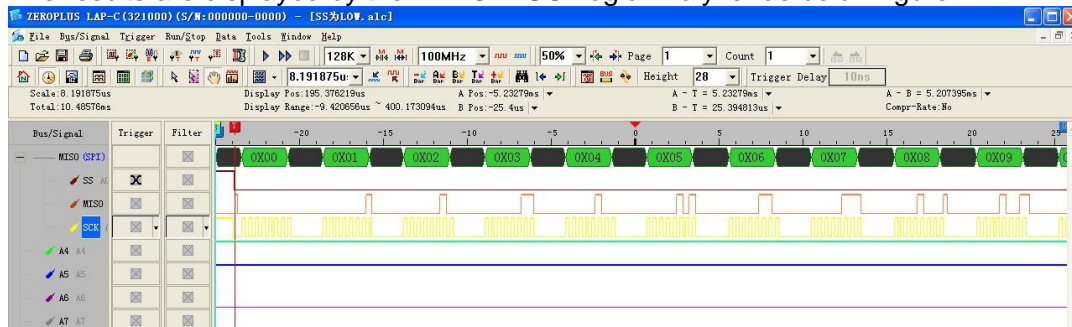 ZEROPLUS LAP-C(321000)(S/N:000000-0000) - [SS为LOW.alc]
File Bus/Signal Trigger Run/Stop Data Tools Window Help
128K 100MHz 50% Page 1 Count 1
8.191875us Height 28 Trigger Delay 10ns
Scale:8.191875us Display Pos:195.376219us A Pos:-5.23279ms A - T = 5.23279ms A - B = 5.207395ms
Total:10.48576ms Display Range:-9.420656us ~ 400.173094us B Pos:-25.4us B - T = 25.394813us Compr-Rate:No
Bus/Signal Trigger Filter -20 -15 -10 -5 0 5 10 15 20 25
MISO (SPI) 0X00 0X01 0X02 0X03 0X04 0X05 0X06 0X07 0X08 0X09
SS
MISO
SCK
A4 A4
A5 A5
A6 A6
A7 A7